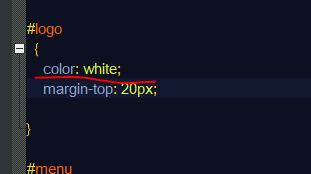 #logo
{
color: white;
margin-top: 20px;
}
#menu